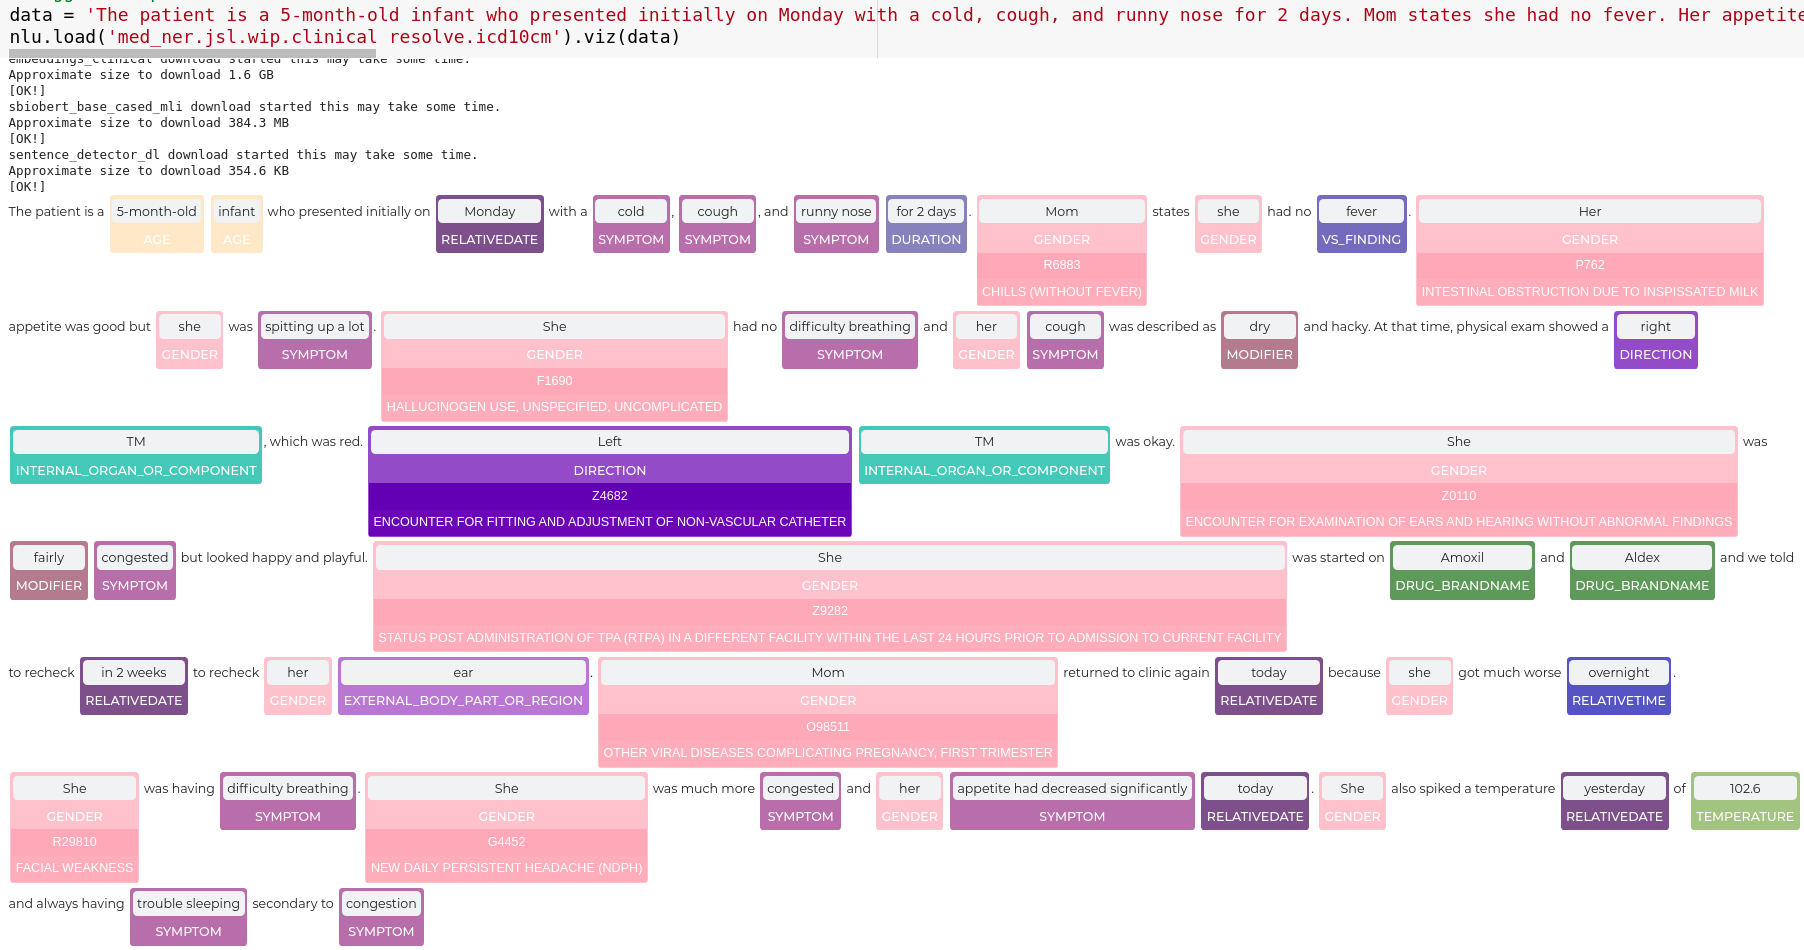 data = 'The patient is a 5-month-old infant who presented initially on Monday with a cold, cough, and runny nose for 2 days. Mom states she had no fever. Her appetite
nlu.load('med_ner.jsl.wip.clinical resolve.icd10cm').viz(data)
embeddings_clinical download started this may take some time.
Approximate size to download 1.6 GB
[OK!]
sbiobert_base_cased_mli download started this may take some time.
Approximate size to download 384.3 MB
[OK!]
sentence_detector_dl download started this may take some time.
Approximate size to download 354.6 KB
[OK!]
The patient is a 5-month-old infant who presented initially on Monday with a cold , cough , and runny nose for 2 days . Mom states she had no fever . Her
AGE AGE RELATIVEDATE SYMPTOM SYMPTOM SYMPTOM DURATION GENDER GENDER VS_FINDING GENDER
R6883 P762
CHILLS (WITHOUT FEVER) INTESTINAL OBSTRUCTION DUE TO INSPISSATED MILK
appetite was good but she was spitting up a lot . She had no difficulty breathing and her cough was described as dry and hacky. At that time, physical exam showed a right
GENDER SYMPTOM GENDER SYMPTOM GENDER SYMPTOM MODIFIER DIRECTION
F1690
HALLUCINOGEN USE, UNSPECIFIED, UNCOMPLICATED
TM , which was red. Left TM was okay. She was
INTERNAL_ORGAN_OR_COMPONENT DIRECTION INTERNAL_ORGAN_OR_COMPONENT GENDER
Z4682 Z0110
ENCOUNTER FOR FITTING AND ADJUSTMENT OF NON-VASCULAR CATHETER ENCOUNTER FOR EXAMINATION OF EARS AND HEARING WITHOUT ABNORMAL FINDINGS
fairly congested but looked happy and playful. She was started on Amoxil and Aldex and we told
MODIFIER SYMPTOM GENDER DRUG_BRANDNAME DRUG_BRANDNAME
Z9282
STATUS POST ADMINISTRATION OF TPA (RTPA) IN A DIFFERENT FACILITY WITHIN THE LAST 24 HOURS PRIOR TO ADMISSION TO CURRENT FACILITY
to recheck in 2 weeks to recheck her ear . Mom returned to clinic again today because she got much worse overnight .
RELATIVEDATE GENDER EXTERNAL_BODY_PART_OR_REGION GENDER RELATIVEDATE GENDER RELATIVETIME
O98511
OTHER VIRAL DISEASES COMPLICATING PREGNANCY, FIRST TRIMESTER
She was having difficulty breathing . She was much more congested and her appetite had decreased significantly today . She also spiked a temperature yesterday of 102.6
GENDER SYMPTOM GENDER SYMPTOM GENDER SYMPTOM RELATIVEDATE GENDER RELATIVEDATE TEMPERATURE
R29810 G4452
FACIAL WEAKNESS NEW DAILY PERSISTENT HEADACHE (NDPH)
and always having trouble sleeping secondary to congestion
SYMPTOM SYMPTOM